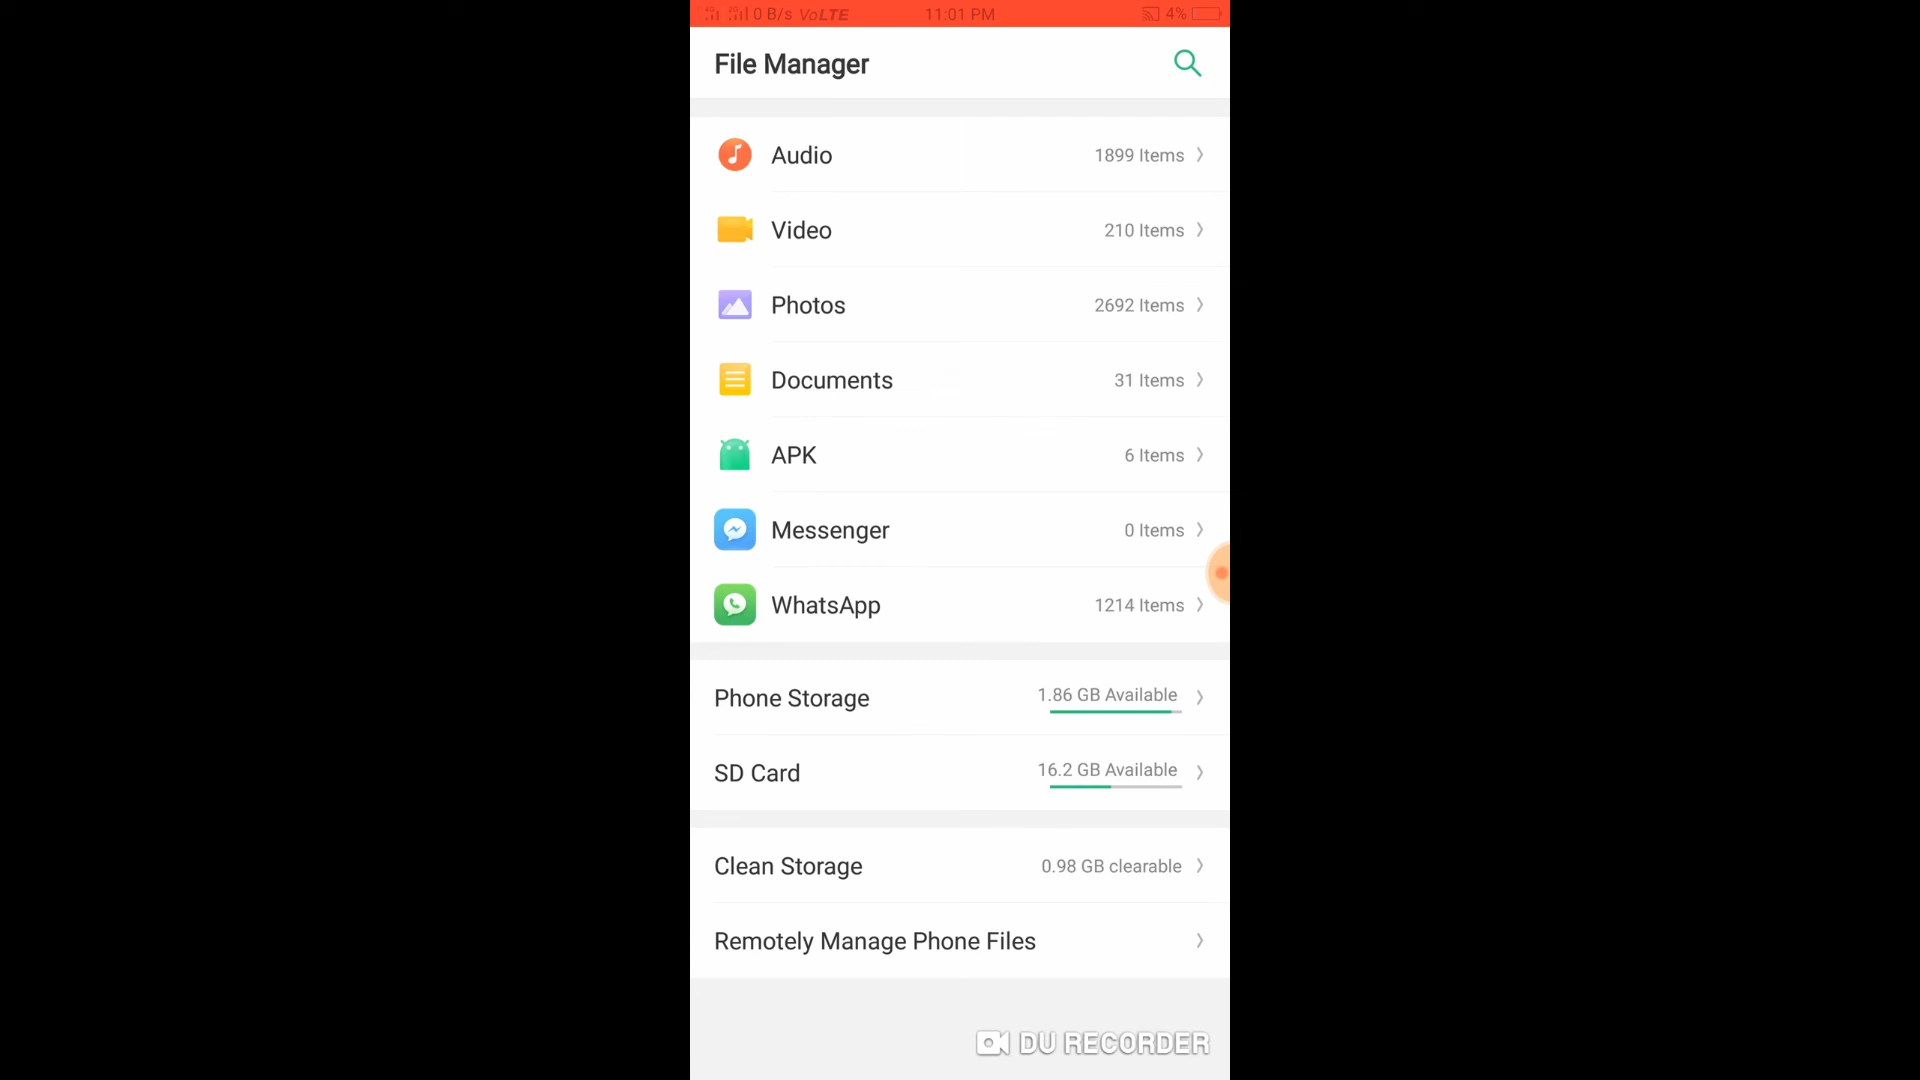 0 B/s VoLTE 11:01 PM 4%
File Manager
Audio 1899 Items
Video 210 Items
Photos 2692 Items
Documents 31 Items
APK 6 Items
Messenger 0 Items
WhatsApp 1214 Items
Phone Storage 1.86 GB Available
SD Card 16.2 GB Available
Clean Storage 0.98 GB clearable
Remotely Manage Phone Files
DU RECORDER